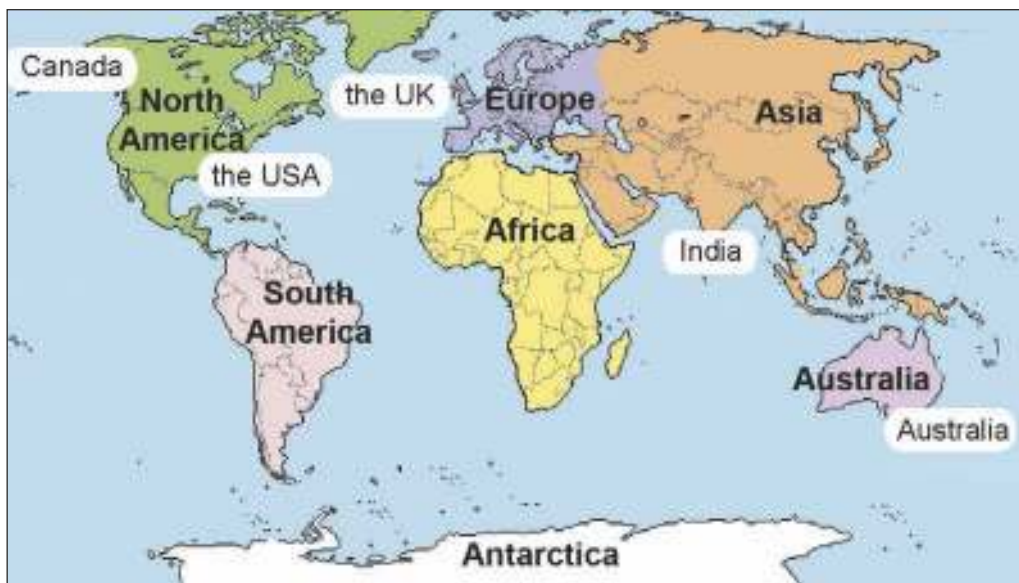 Canada
North
America
the UK
Europe
Asia
the USA
Africa
India
South
America
Australia
Australia
Antarctica